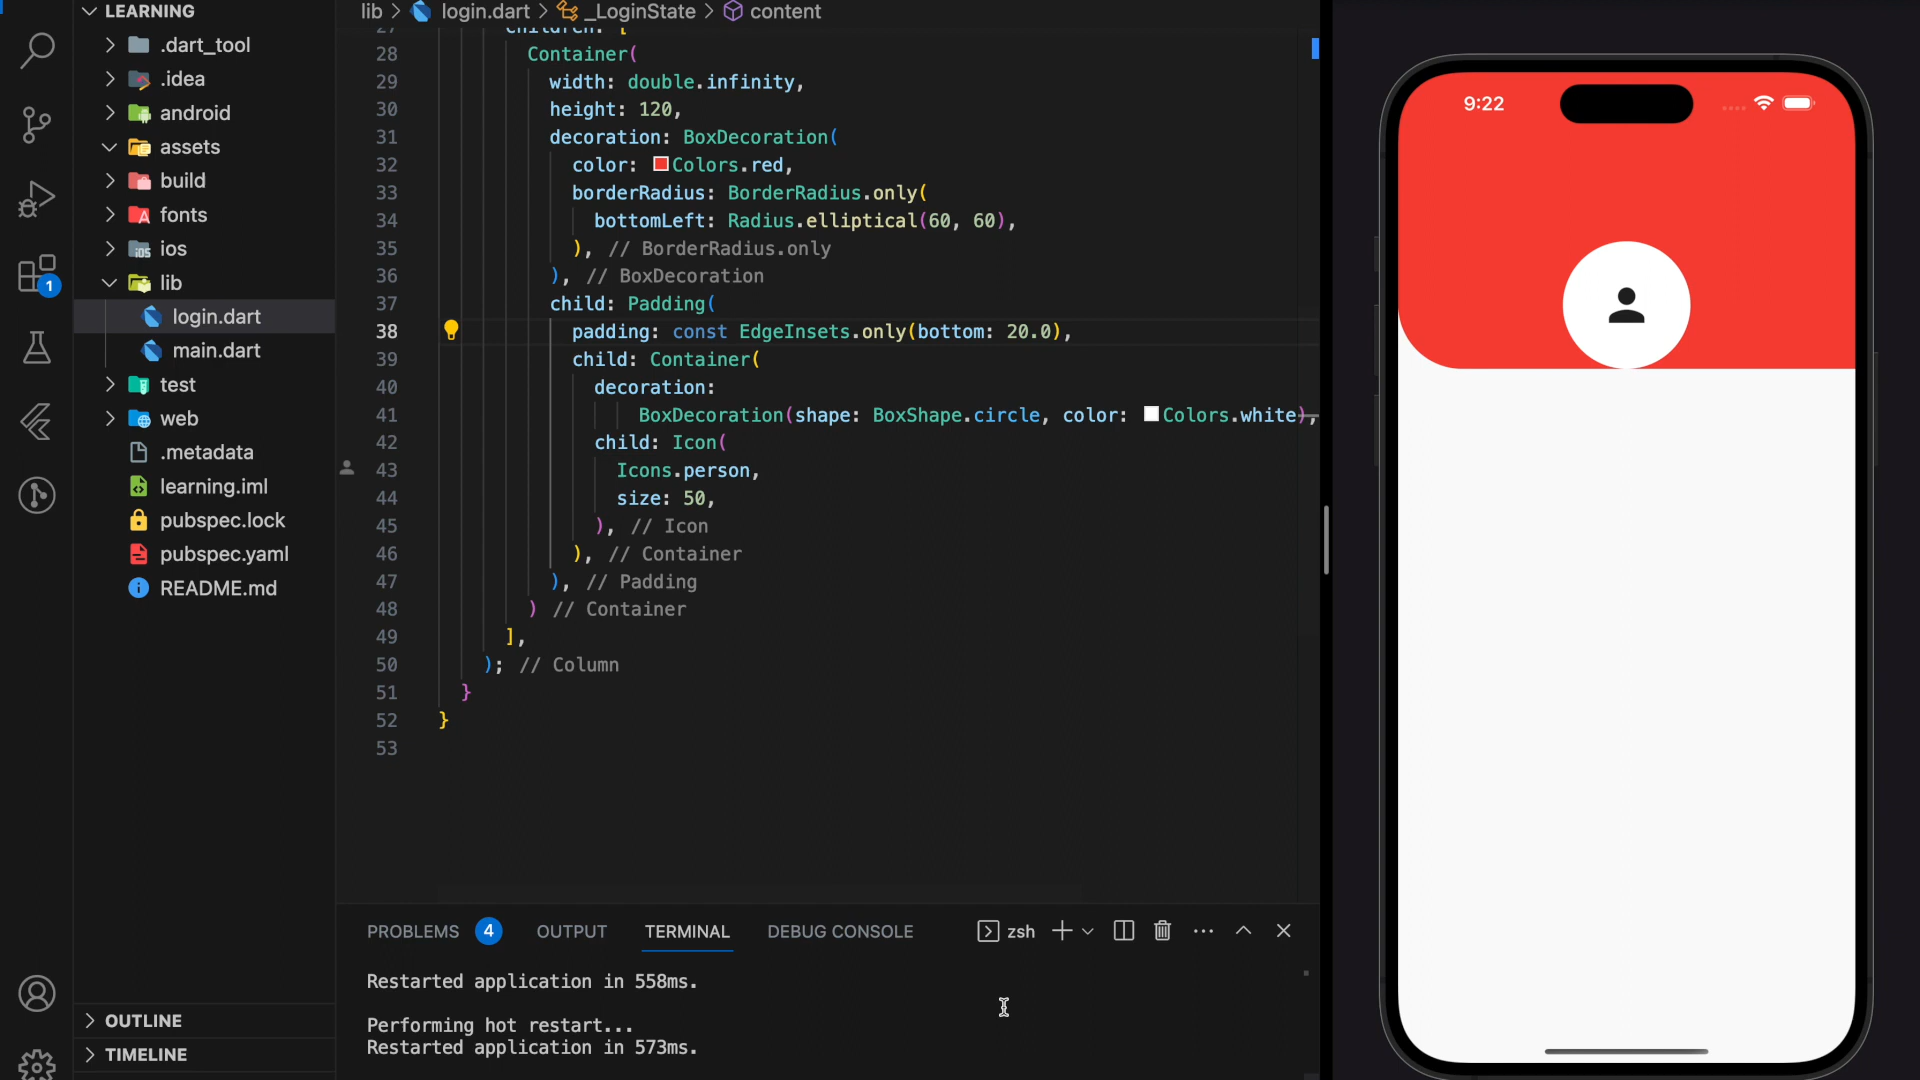 LEARNING
.dart_tool
.idea
android
assets
build
fonts
ios
lib
login.dart
main.dart
test
web
.metadata
learning.iml
pubspec.lock
pubspec.yaml
README.md
OUTLINE
TIMELINE
1
lib > login.dart > _LoginState > content
27 children: [
28 Container(
29 width: double.infinity,
30 height: 120,
31 decoration: BoxDecoration(
32 color: Colors.red,
33 borderRadius: BorderRadius.only(
34 bottomLeft: Radius.elliptical(60, 60),
35 ), // BorderRadius.only
36 ), // BoxDecoration
37 child: Padding(
38 padding: const EdgeInsets.only(bottom: 20.0),
39 child: Container(
40 decoration:
41 BoxDecoration(shape: BoxShape.circle, color: Colors.white),
42 child: Icon(
43 Icons.person,
44 size: 50,
45 ), // Icon
46 ), // Container
47 ), // Padding
48 ) // Container
49 ],
50 ); // Column
51 }
52 }
53
PROBLEMS 4 OUTPUT TERMINAL DEBUG CONSOLE zsh
Restarted application in 558ms.
Performing hot restart...
Restarted application in 573ms.
9:22